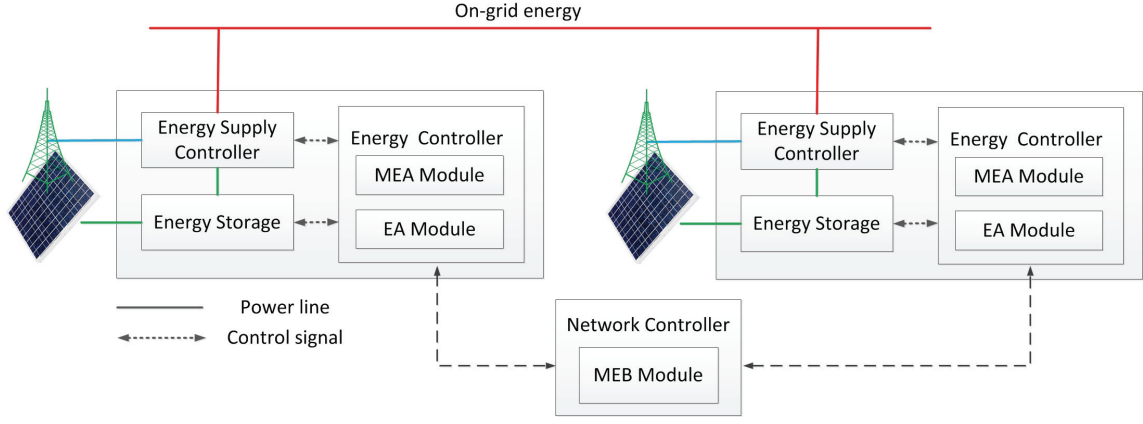 On-grid energy
Energy Supply
Controller
Energy Controller
MEA Module
Energy Storage
EA Module
Energy Supply
Controller
Energy Controller
MEA Module
Energy Storage
EA Module
Power line
Control signal
Network Controller
MEB Module